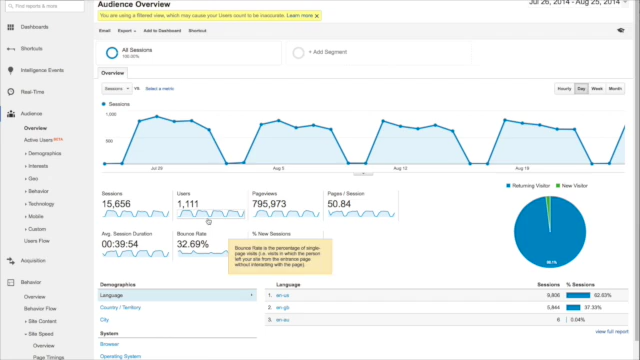 Find reports & more
Dashboards
Shortcuts
Intelligence Events
Real-Time
Audience
Overview
Active Users BETA
Demographics
Interests
Geo
Behavior
Technology
Mobile
Custom
Users Flow
Acquisition
Behavior
Overview
Behavior Flow
Site Content
Site Speed
Overview
Page Timings
Audience Overview
Jul 26, 2014 - Aug 25, 2014
You are using a filtered view, which may cause your Users count to be inaccurate. Learn more X
Email Export Add to Dashboard Shortcut
All Sessions
100.00%
+ Add Segment
Overview
Sessions VS Select a metric
Hourly Day Week Month
Sessions
1,000
500
Jul 29 Aug 5 Aug 12 Aug 19
Sessions
15,656
Users
1,111
Pageviews
795,973
Pages / Session
50.84
Avg. Session Duration
00:39:54
Bounce Rate
32.69%
% New Sessions
Bounce Rate is the percentage of single-
page visits (i.e. visits in which the person
left your site from the entrance page
without interacting with the page).
Returning Visitor New Visitor
Demographics
Language
Country / Territory
City
System
Browser
Operating System
Language Sessions % Sessions
1. en-us 9,806 62.63%
2. en-gb 5,844 37.33%
3. en-eu 6 0.04%
view full report